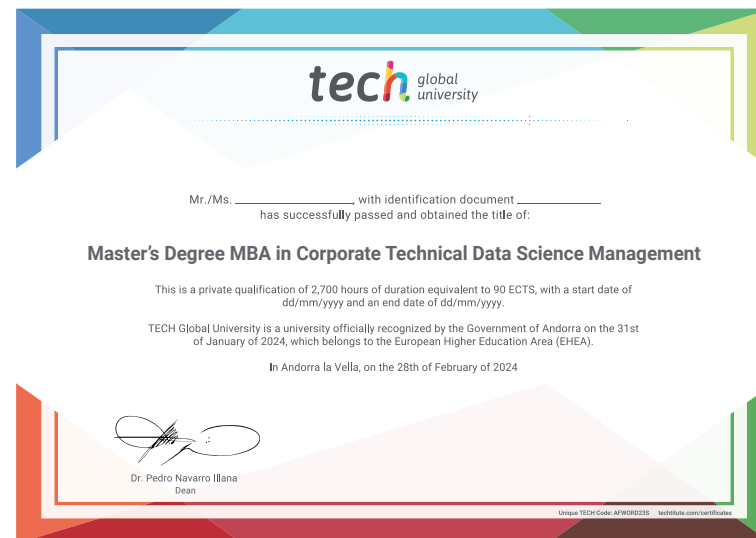 tech global
university
Mr./Ms. __________________, with identification document ____________
has successfully passed and obtained the title of:
Master's Degree MBA in Corporate Technical Data Science Management
This is a private qualification of 2,700 hours of duration equivalent to 90 ECTS, with a start date of
dd/mm/yyyy and an end date of dd/mm/yyyy.
TECH Global University is a university officially recognized by the Government of Andorra on the 31st
of January of 2024, which belongs to the European Higher Education Area (EHEA).
In Andorra la Vella, on the 28th of February of 2024
Dr. Pedro Navarro Illana
Dean
Unique TECH Code: AFWORD23S techtitute.com/certificates